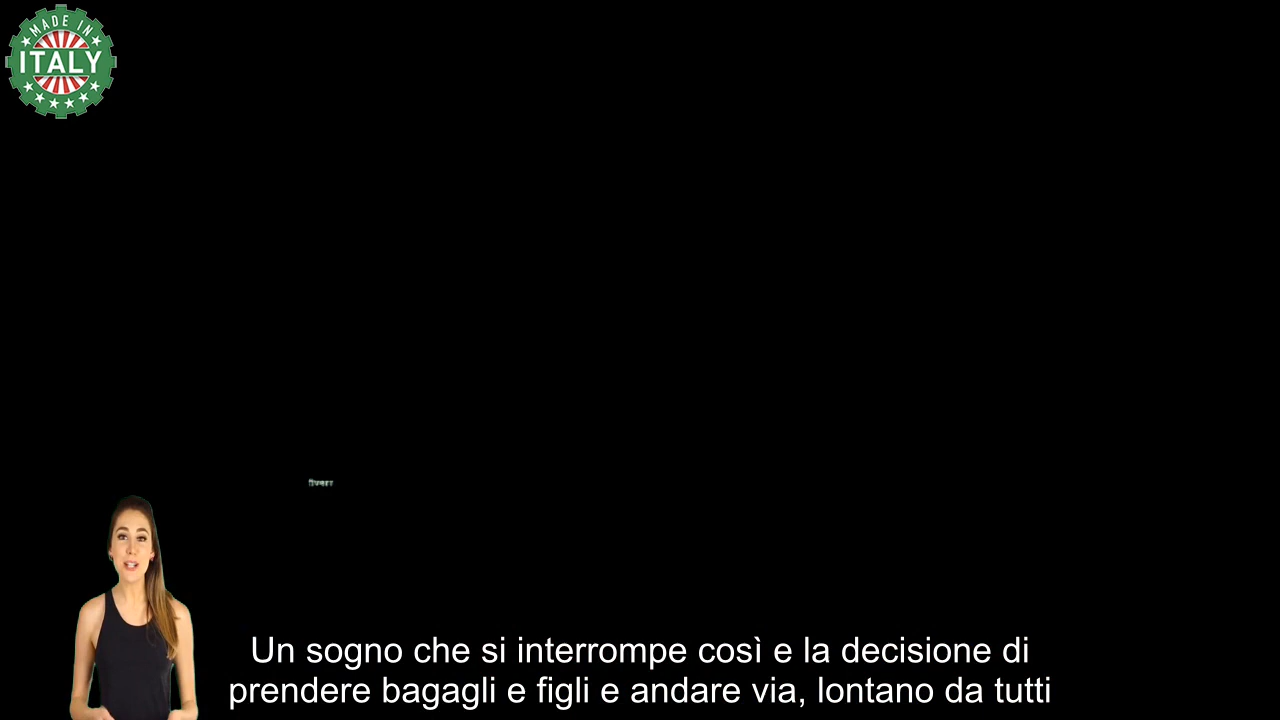 MADE IN
ITALY
fiverr
Un sogno che si interrompe così e la decisione di
prendere bagagli e figli e andare via, lontano da tutti